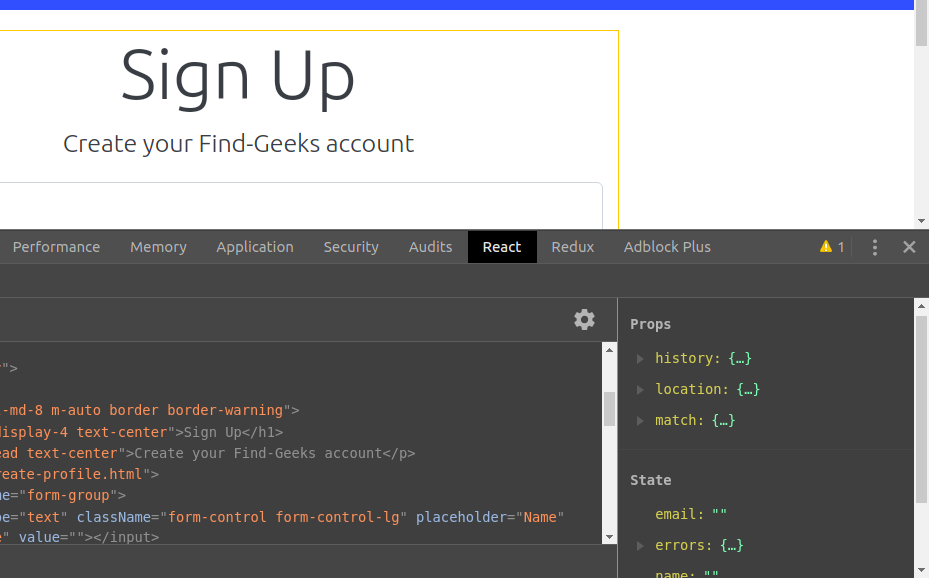 Sign Up
Create your Find-Geeks account
Performance Memory Application Security Audits React Redux Adblock Plus 1
Props
history: {…}
location: {…}
match: {…}
State
email: ""
errors: {…}
name: ""
">
-md-8 m-auto border border-warning">
display-4 text-center">Sign Up</h1>
ead text-center">Create your Find-Geeks account</p>
reate-profile.html">
me="form-group">
pe="text" className="form-control form-control-lg" placeholder="Name"
" value=""></input>